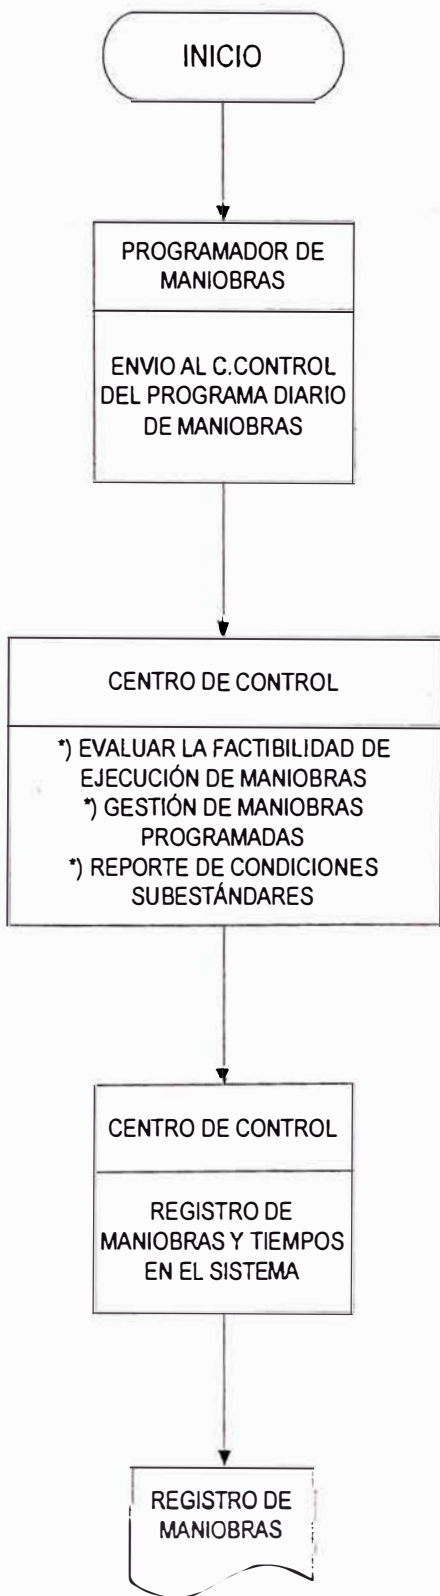 INICIO
PROGRAMADOR DE
MANIOBRAS
ENVIO AL C.CONTROL
DEL PROGRAMA DIARIO
DE MANIOBRAS
CENTRO DE CONTROL
*) EVALUAR LA FACTIBILIDAD DE
EJECUCIÓN DE MANIOBRAS
*) GESTIÓN DE MANIOBRAS
PROGRAMADAS
*) REPORTE DE CONDICIONES
SUBESTÁNDARES
CENTRO DE CONTROL
REGISTRO DE
MANIOBRAS Y TIEMPOS
EN EL SISTEMA
REGISTRO DE
MANIOBRAS